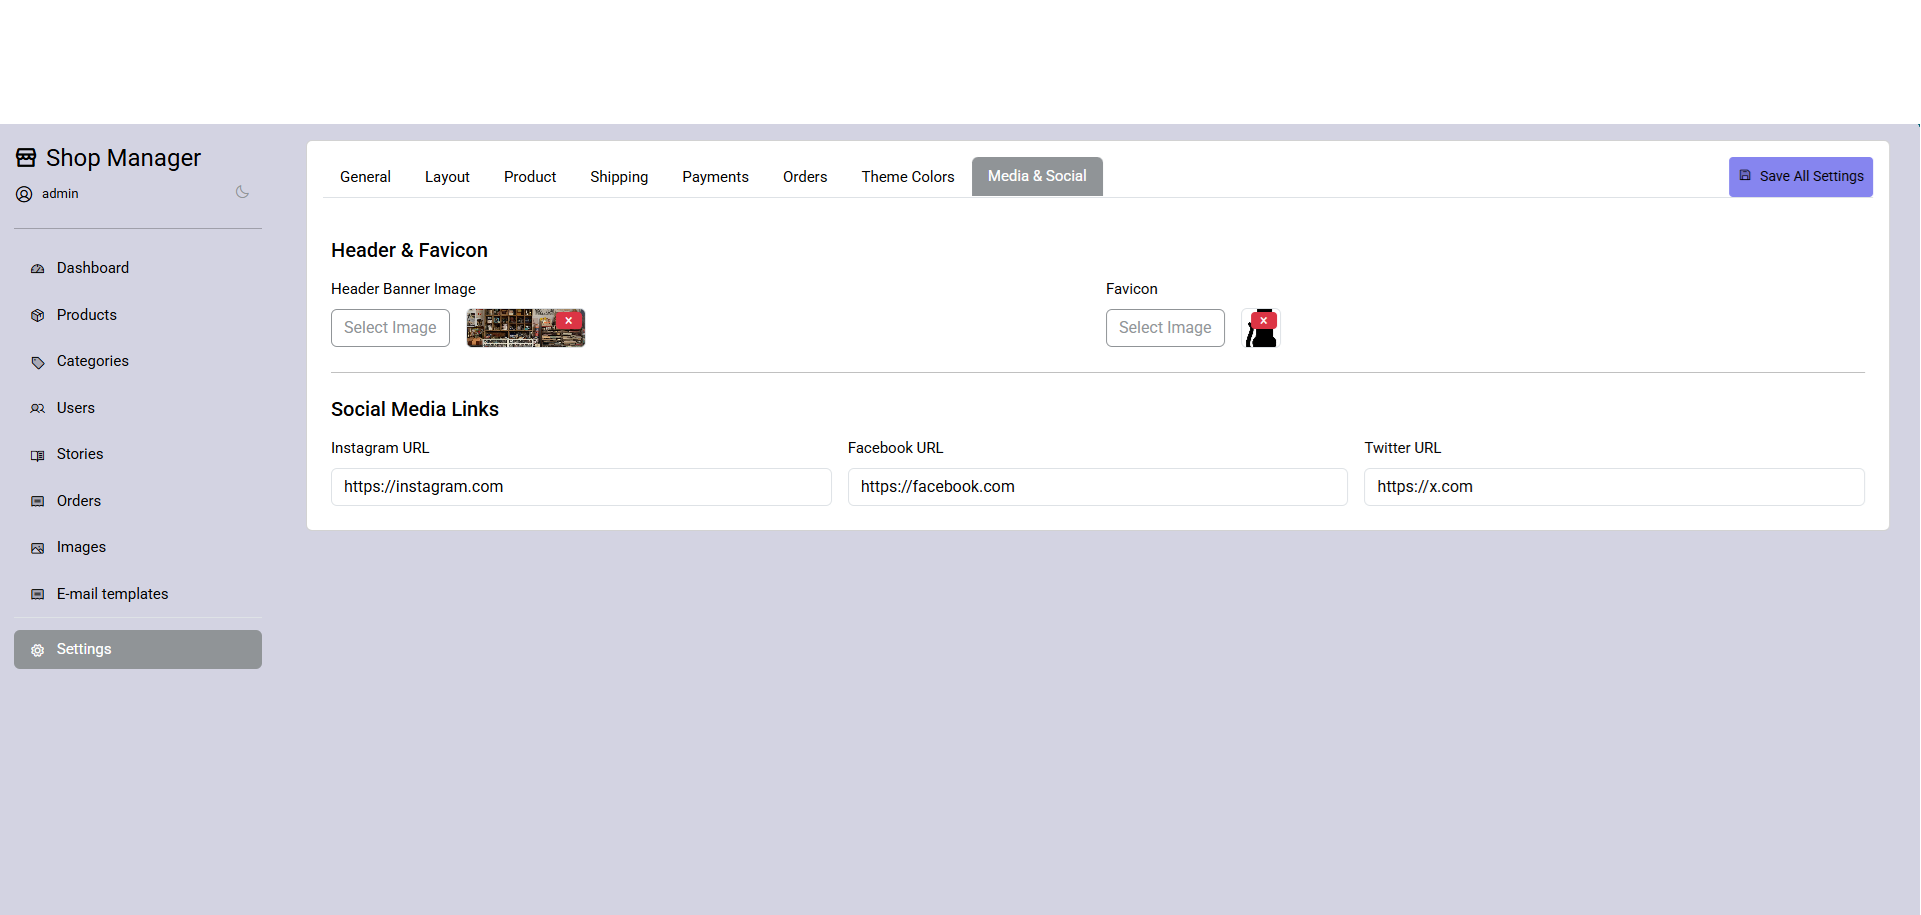 Shop Manager
admin
Dashboard
Products
Categories
Users
Stories
Orders
Images
E-mail templates
Settings
General Layout Product Shipping Payments Orders Theme Colors Media & Social Save All Settings
Header & Favicon
Header Banner Image Favicon
Select Image Select Image
Social Media Links
Instagram URL Facebook URL Twitter URL
https://instagram.com https://facebook.com https://x.com